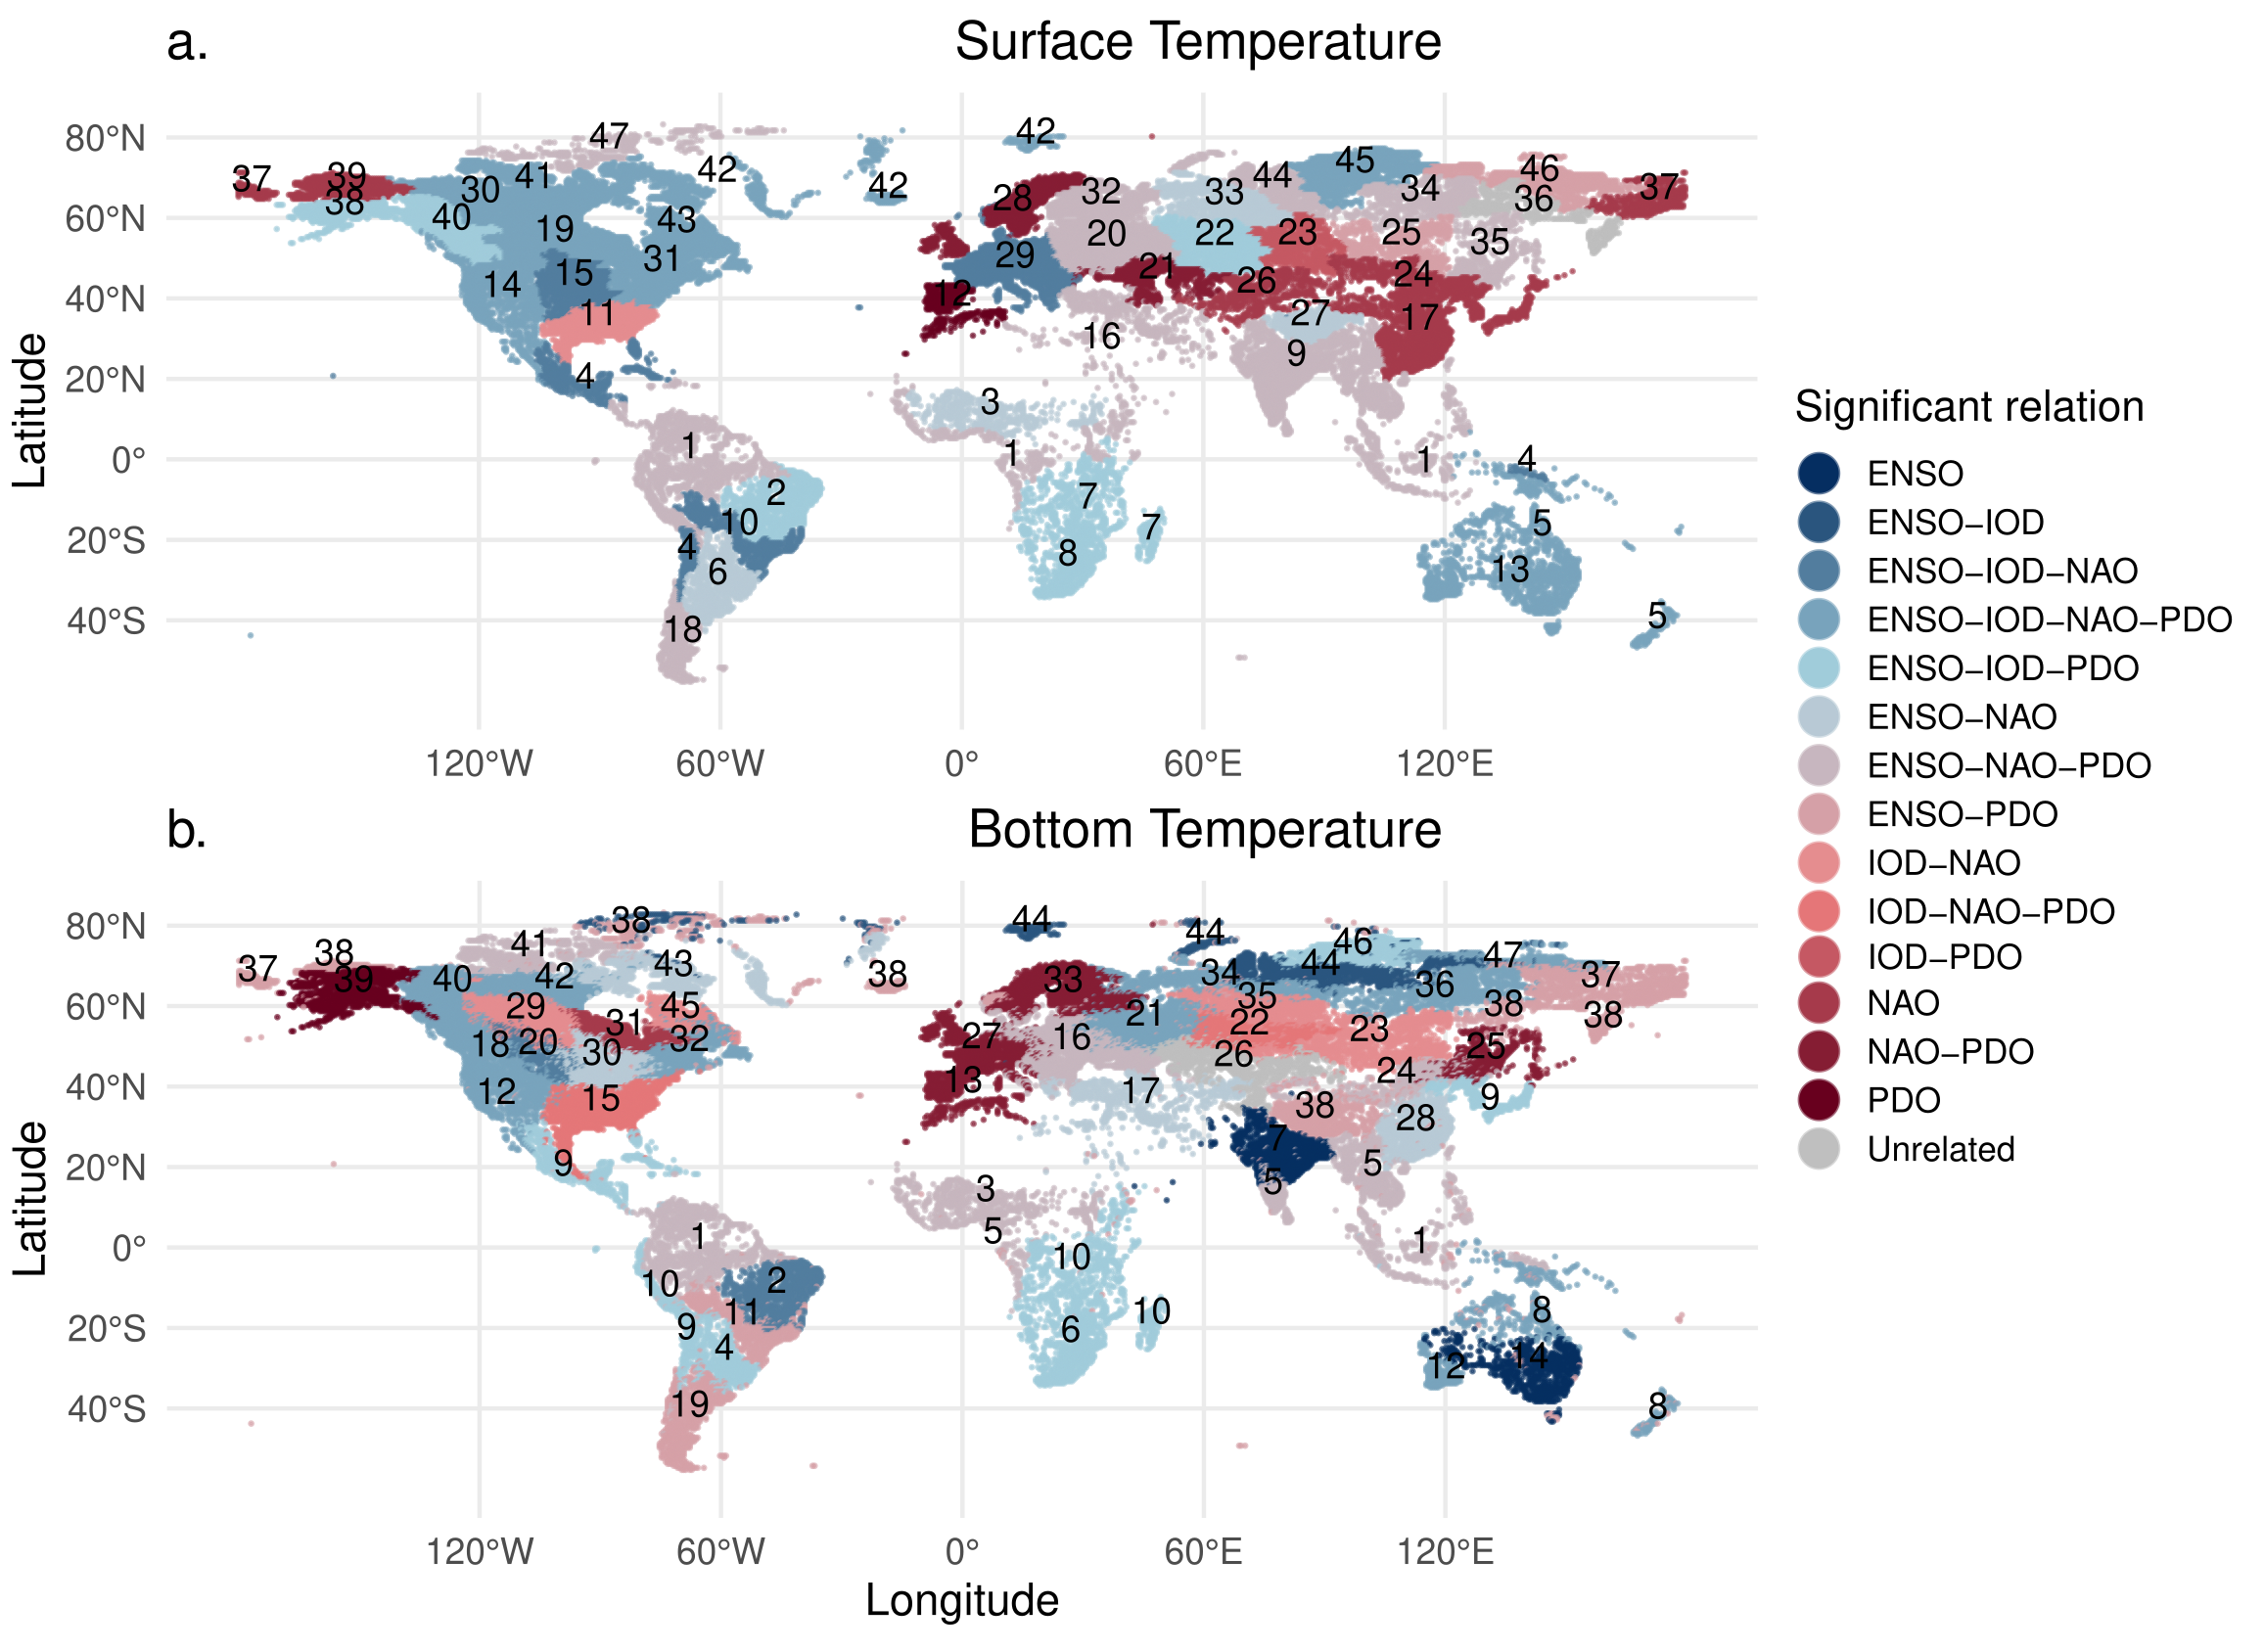 a. Surface Temperature
47
42
80°N
37 39 30 41 42 42 28 32 33 44 45 34 46 37
38 40 43 36
60°N
19 20 22 23 25 35
14 15 31 29 21 26 24
40°N
11 12 16 27 17
9
20°N
4 3
Latitude
0°
1 1 1 4
2 7
10 7 5
20°S
4 6 8 13
40°S
18 5
120°W 60°W 0° 60°E 120°E
b. Bottom Temperature
80°N
38 44 44
37 38 41 43 38 34 44 46 47 37
39 40 42 33 35 36
60°N
29 45 21 22 23 38 38
18 20 31 32 27 16 26 25
30 24
40°N
12 15 13 17 38 28 9
7
20°N
9 3 5 5
5
Latitude
0°
1 10 1
10 2
11 10 8
20°S
9 4 6 12 14
40°S
19 8
120°W 60°W 0° 60°E 120°E
Longitude
Significant relation
ENSO
ENSO−IOD
ENSO−IOD−NAO
ENSO−IOD−NAO−PDO
ENSO−IOD−PDO
ENSO−NAO
ENSO−NAO−PDO
ENSO−PDO
IOD−NAO
IOD−NAO−PDO
IOD−PDO
NAO
NAO−PDO
PDO
Unrelated